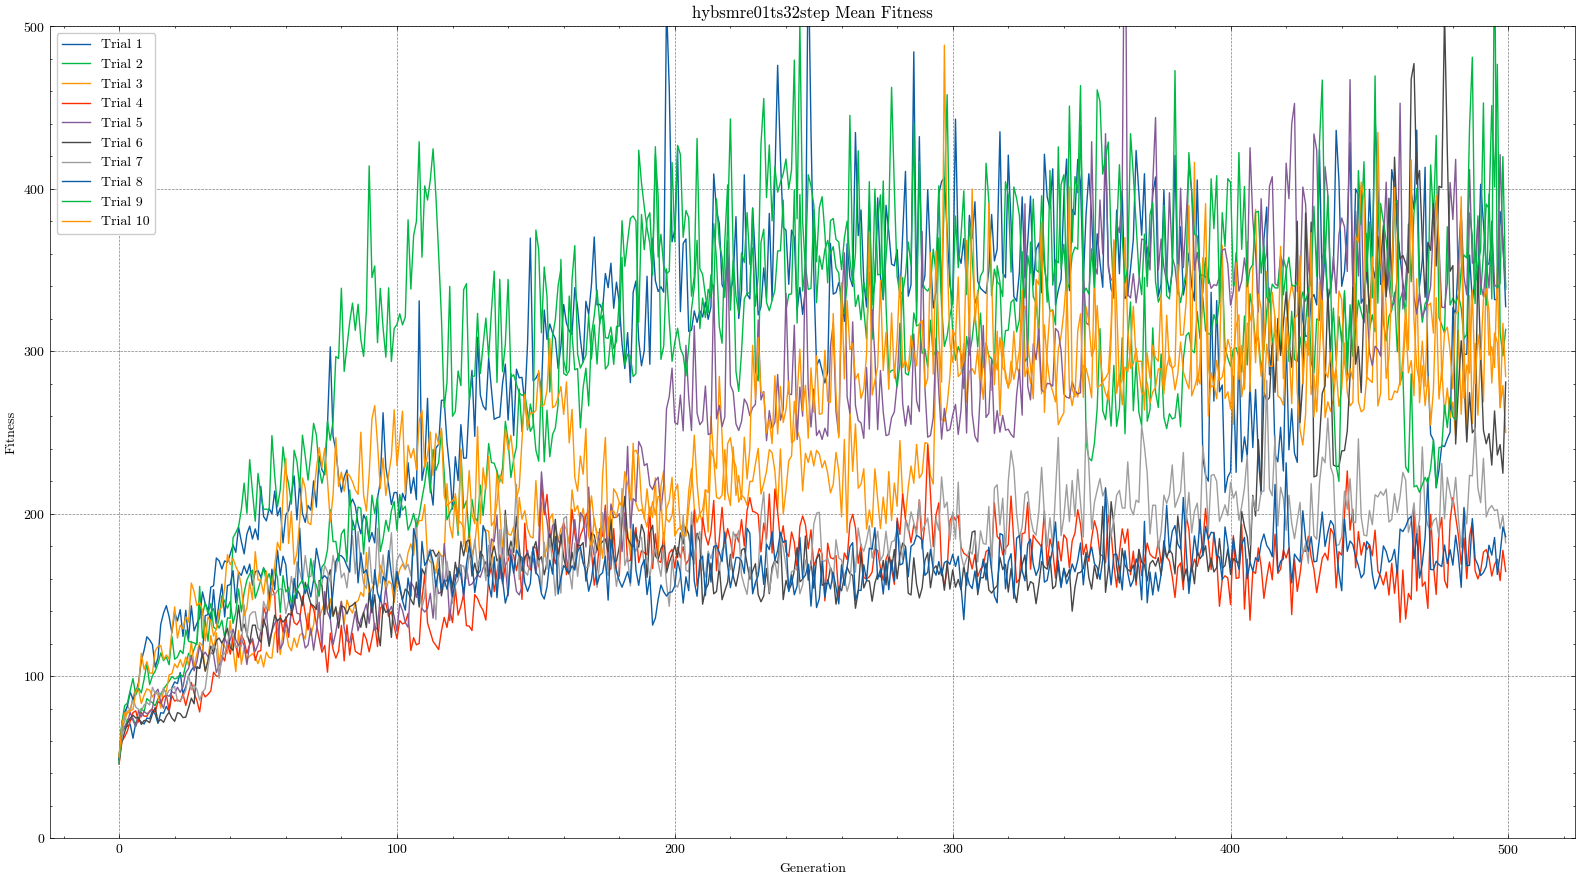 hybsmre01ts32step Mean Fitness
500
400
300
200
100
0
Fitness
Trial 1
Trial 2
Trial 3
Trial 4
Trial 5
Trial 6
Trial 7
Trial 8
Trial 9
Trial 10
0 100 200 300 400 500
Generation